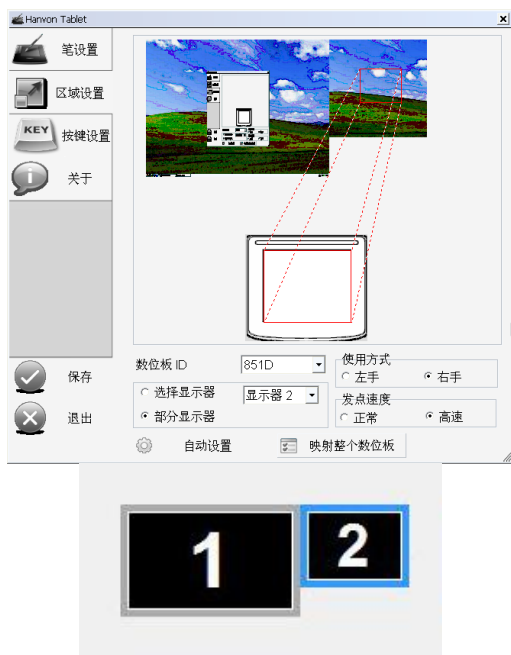 Hanvon Tablet
笔设置
区域设置
KEY
按键设置
关于
保存
退出
数位板 ID
851D
选择显示器
显示器 2
部分显示器
使用方式
左手
右手
发点速度
正常
高速
自动设置
映射整个数位板
1
2